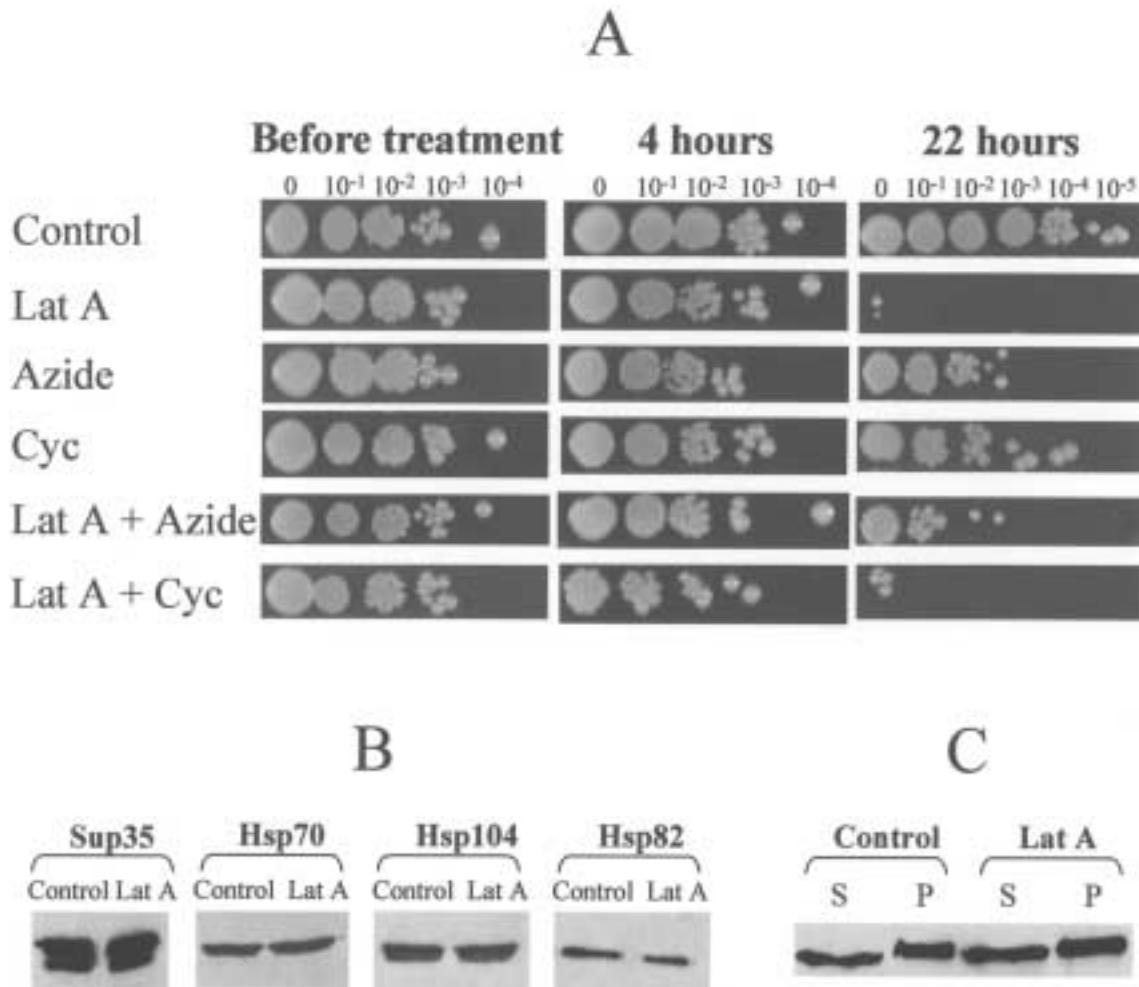 A
Before treatment 4 hours 22 hours
0 10-1 10-2 10-3 10-4 0 10-1 10-2 10-3 10-4 0 10-1 10-2 10-3 10-4 10-5
Control
Lat A
Azide
Cyc
Lat A + Azide
Lat A + Cyc
B C
Sup35 Hsp70 Hsp104 Hsp82 Control Lat A
Control Lat A Control Lat A Control Lat A Control Lat A S P S P